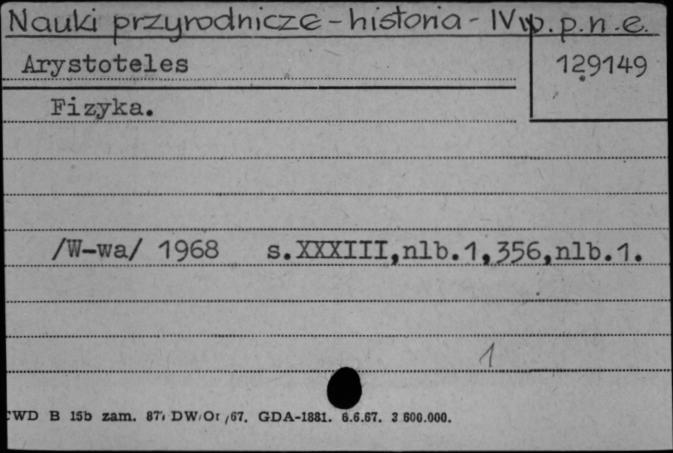 Nauki przyrodnicze - historia - IV w. p. n. e.
Arystoteles
129149
Fizyka.
/W-wa/ 1968 s.XXXIII,nlb.1,356,nlb.1.
1
WD B 15b zam. 87, DW/Or/67. GDA-1881. 6.6.67. 3 600.000.